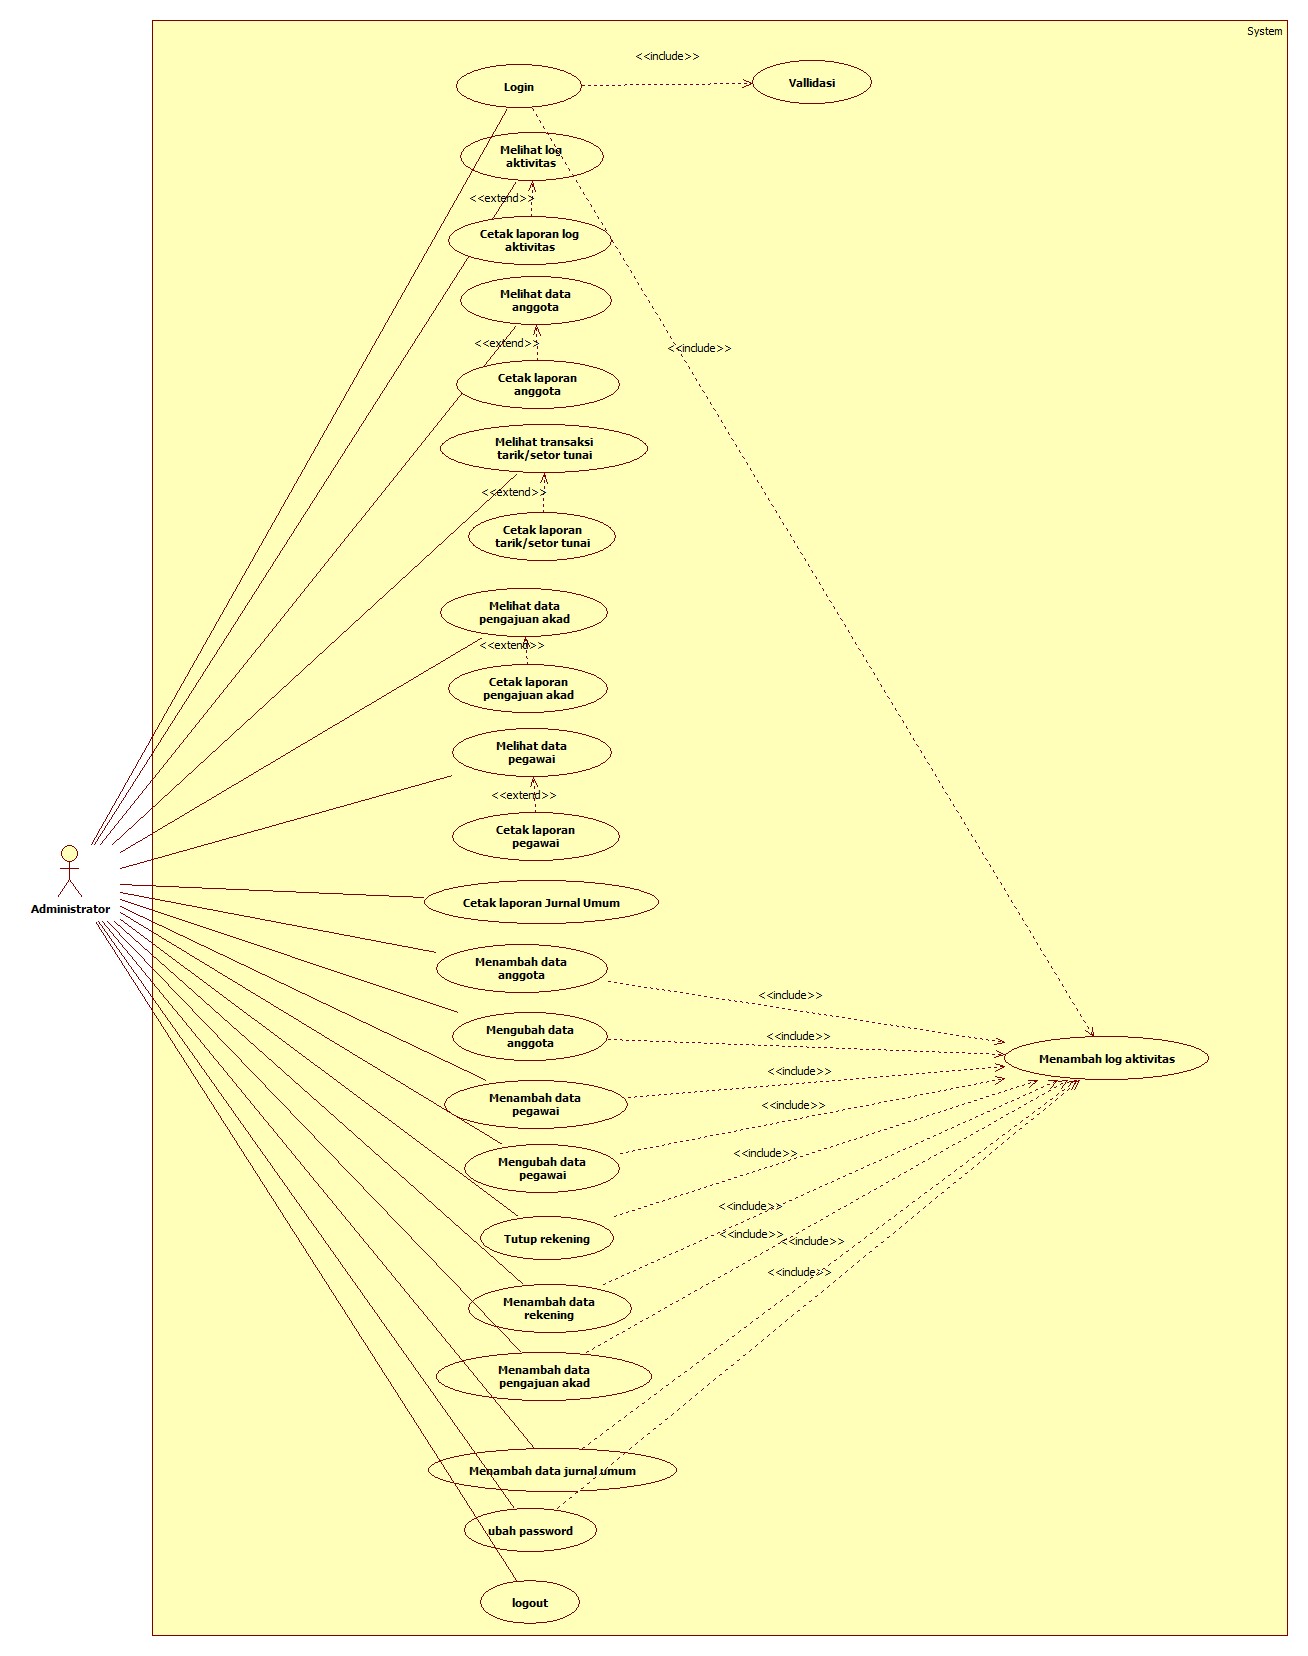 System
<<include>>
Login
Vallidasi
Melihat log
aktivitas
<<extend>>
Cetak laporan log
aktivitas
Melihat data
anggota
<<extend>>
<<include>>
Cetak laporan
anggota
Melihat transaksi
tarik/setor tunai
<<extend>>
Cetak laporan
tarik/setor tunai
Melihat data
pengajuan akad
<<extend>>
Cetak laporan
pengajuan akad
Melihat data
pegawai
<<extend>>
Cetak laporan
pegawai
Administrator
Cetak laporan Jurnal Umum
Menambah data
anggota
<<include>>
Mengubah data
anggota
<<include>>
Menambah log aktivitas
<<include>>
Menambah data
pegawai
<<include>>
Mengubah data
pegawai
<<include>>
Tutup rekening
<<include>>
<<include>>
<<include>>
<<include>>
Menambah data
rekening
Menambah data
pengajuan akad
Menambah data jurnal umum
ubah password
logout